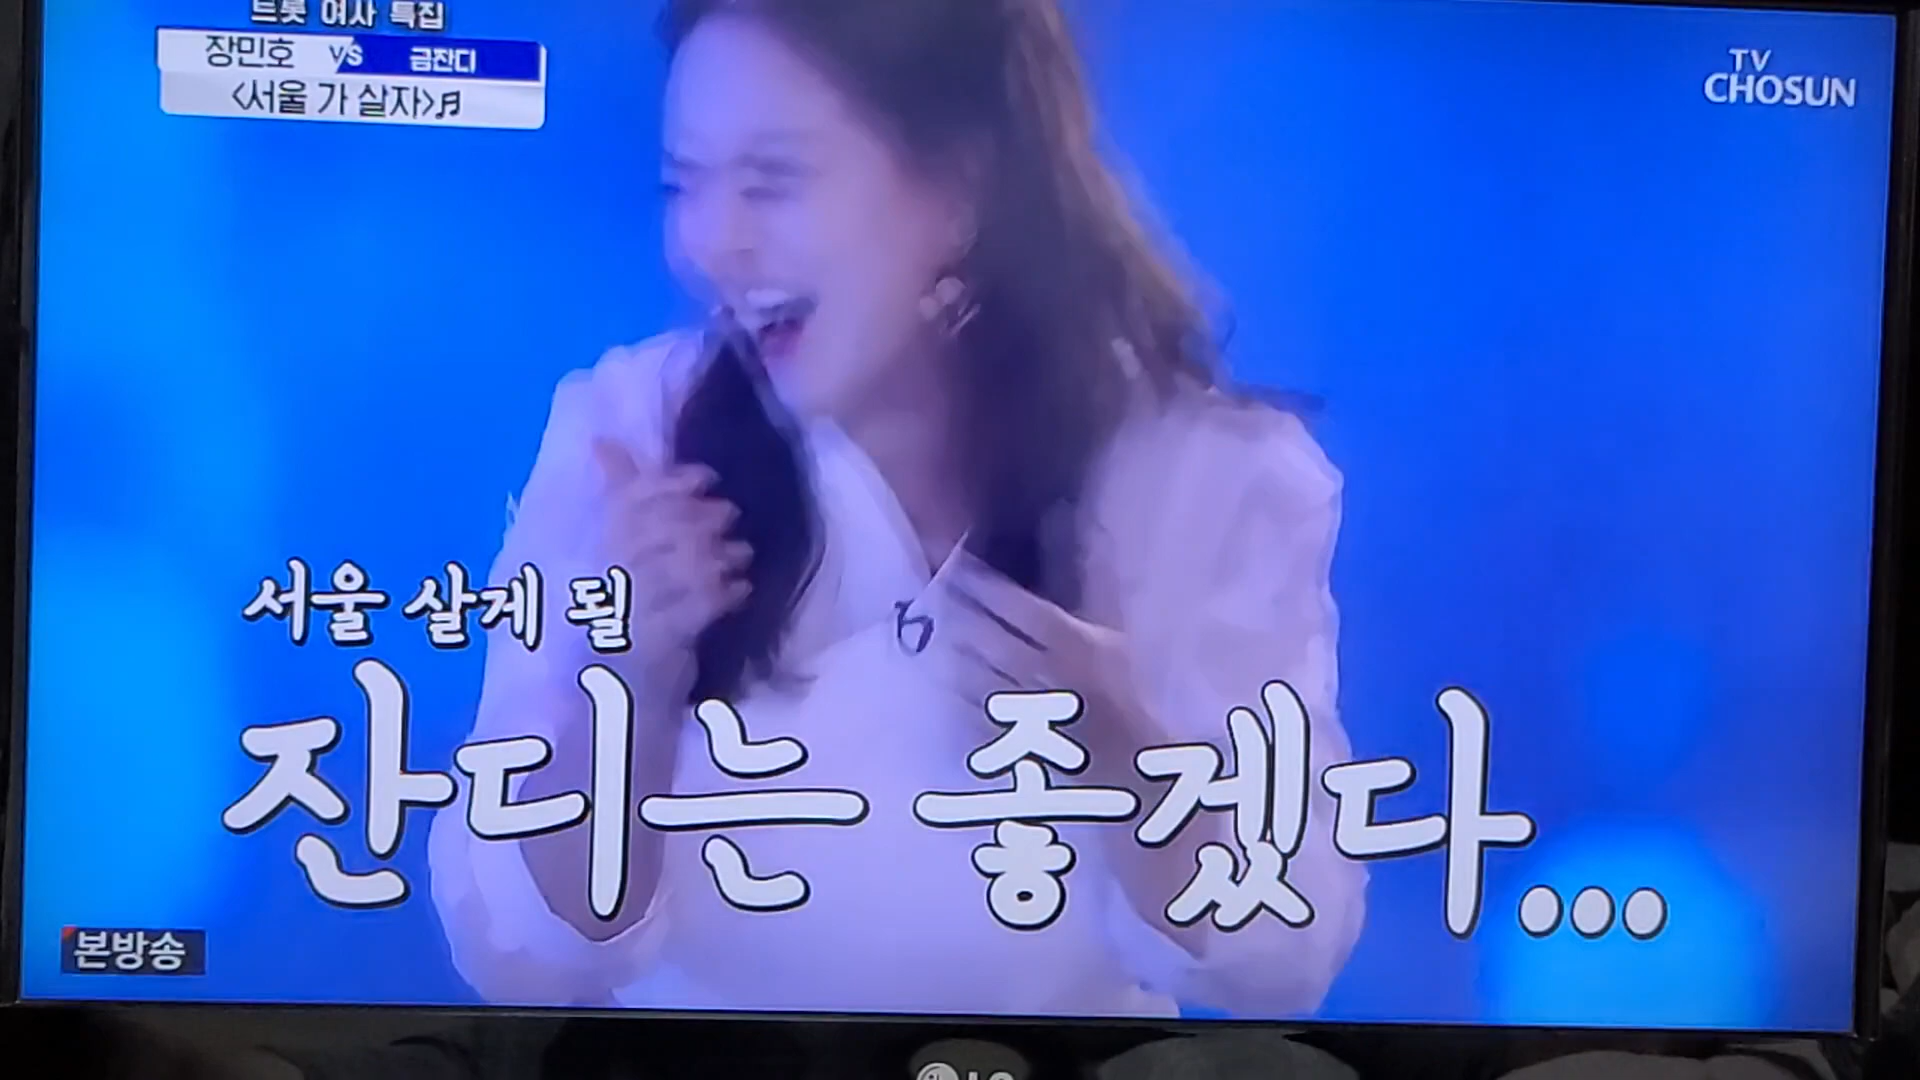 트롯 여사 특집
장민호 vs 금잔디
<서울 가 살자>♬
TV
CHOSUN
서울 살게 될
잔디는 좋겠다...
본방송
LG